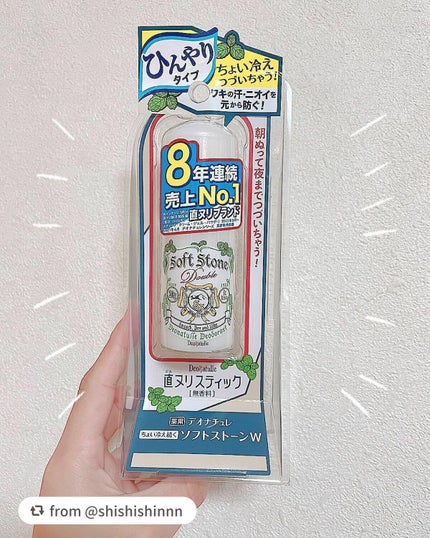 ひんやり
タイプ
ちょい冷え
つづいちゃう!
ワキの汗・ニオイを
元から防ぐ!
朝ぬって夜までつづいちゃう!
8年連続
売上No.1
直ヌリブランド
Soft Stone
Double
Deonatulle Deodorant
Deonatulle
Deonatulle
直ヌリスティック
[無香料]
薬用 デオナチュレ
ちょい冷え続く ソフトストーンW
from @shishishinnn